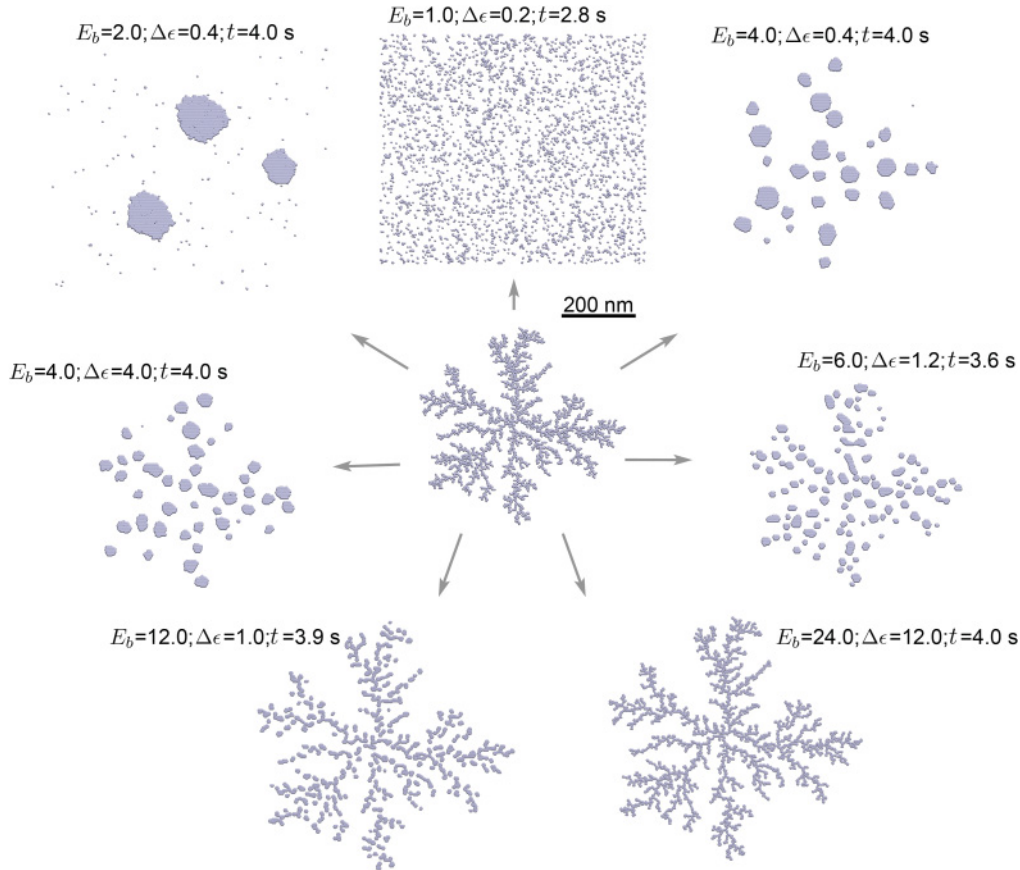 E_b=1.0;Δϵ=0.2;t=2.8 s
E_b=2.0;Δϵ=0.4;t=4.0 s
E_b=4.0;Δϵ=0.4;t=4.0 s
200 nm
E_b=4.0;Δϵ=4.0;t=4.0 s
E_b=6.0;Δϵ=1.2;t=3.6 s
E_b=12.0;Δϵ=1.0;t=3.9 s
E_b=24.0;Δϵ=12.0;t=4.0 s